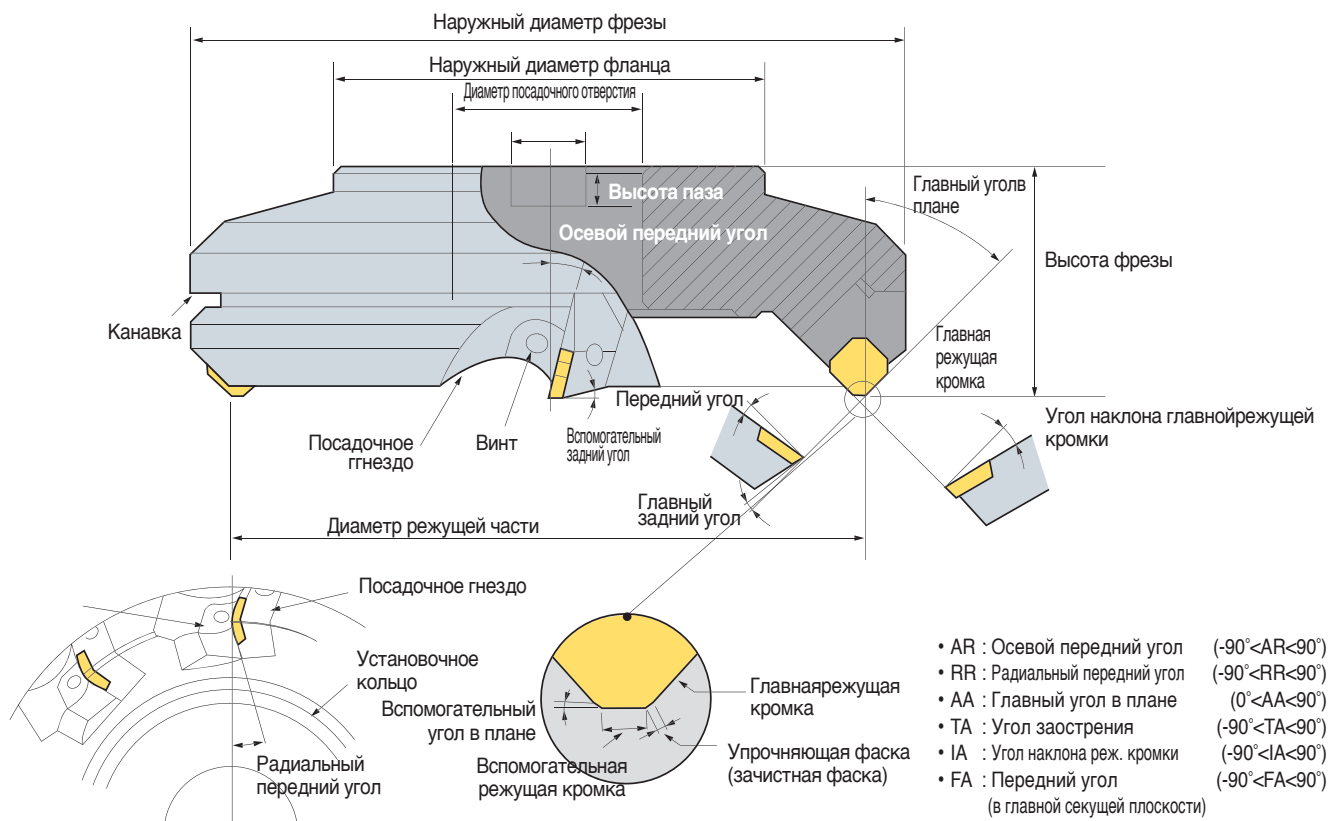 Наружный диаметр фрезы
Наружный диаметр фланца
Диаметр посадочного отверстия
Высота паза
Осевой передний угол
Главный уголв
плане
Высота фрезы
Канавка
Главная
режущая
кромка
Передний угол
Угол наклона главнойрежущей
кромки
Посадочное
ггнездо
Винт
Вспомогательный
задний угол
Главный
задний угол
Диаметр режущей части
Посадочное гнездо
Установочное
кольцо
Радиальный
передний угол
Вспомогательный
угол в плане
Вспомогательная
режущая кромка
Главнаярежущая
кромка
Упрочняющая фаска
(зачистная фаска)
• AR : Осевой передний угол (-90˚<AR<90˚)
• RR : Радиальный передний угол (-90˚<RR<90˚)
• AA : Главный угол в плане (0˚<AA<90˚)
• TA : Угол заострения (-90˚<TA<90˚)
• IA : Угол наклона реж. кромки (-90˚<IA<90˚)
• FA : Передний угол (-90˚<FA<90˚)
(в главной секущей плоскости)